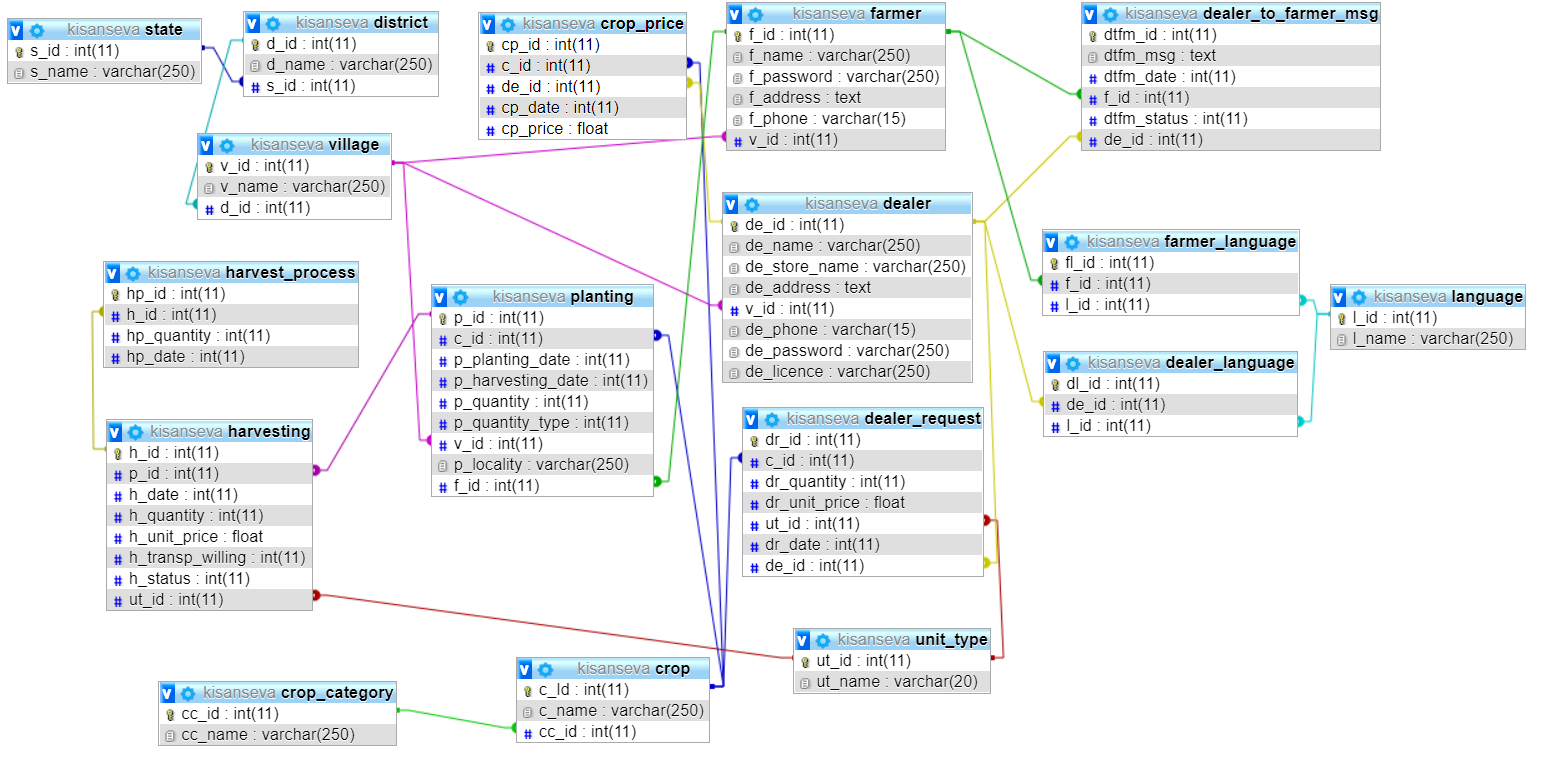 kisanseva state
s_id : int(11)
s_name : varchar(250)
kisanseva district
d_id : int(11)
d_name : varchar(250)
s_id : int(11)
kisanseva crop_price
cp_id : int(11)
c_id : int(11)
de_id : int(11)
cp_date : int(11)
cp_price : float
kisanseva farmer
f_id : int(11)
f_name : varchar(250)
f_password : varchar(250)
f_address : text
f_phone : varchar(15)
v_id : int(11)
kisanseva dealer_to_farmer_msg
dtfm_id : int(11)
dtfm_msg : text
dtfm_date : int(11)
f_id : int(11)
dtfm_status : int(11)
de_id : int(11)
kisanseva village
v_id : int(11)
v_name : varchar(250)
d_id : int(11)
kisanseva dealer
de_id : int(11)
de_name : varchar(250)
de_store_name : varchar(250)
de_address : text
v_id : int(11)
de_phone : varchar(15)
de_password : varchar(250)
de_licence : varchar(250)
kisanseva farmer_language
fl_id : int(11)
f_id : int(11)
l_id : int(11)
kisanseva harvest_process
hp_id : int(11)
h_id : int(11)
hp_quantity : int(11)
hp_date : int(11)
kisanseva planting
p_id : int(11)
c_id : int(11)
p_planting_date : int(11)
p_harvesting_date : int(11)
p_quantity : int(11)
p_quantity_type : int(11)
v_id : int(11)
p_locality : varchar(250)
f_id : int(11)
kisanseva language
l_id : int(11)
l_name : varchar(250)
kisanseva dealer_language
dl_id : int(11)
de_id : int(11)
l_id : int(11)
kisanseva harvesting
h_id : int(11)
p_id : int(11)
h_date : int(11)
h_quantity : int(11)
h_unit_price : float
h_transp_willing : int(11)
h_status : int(11)
ut_id : int(11)
kisanseva dealer_request
dr_id : int(11)
c_id : int(11)
dr_quantity : int(11)
dr_unit_price : float
ut_id : int(11)
dr_date : int(11)
de_id : int(11)
kisanseva unit_type
ut_id : int(11)
ut_name : varchar(20)
kisanseva crop
c_Id : int(11)
c_name : varchar(250)
cc_id : int(11)
kisanseva crop_category
cc_id : int(11)
cc_name : varchar(250)